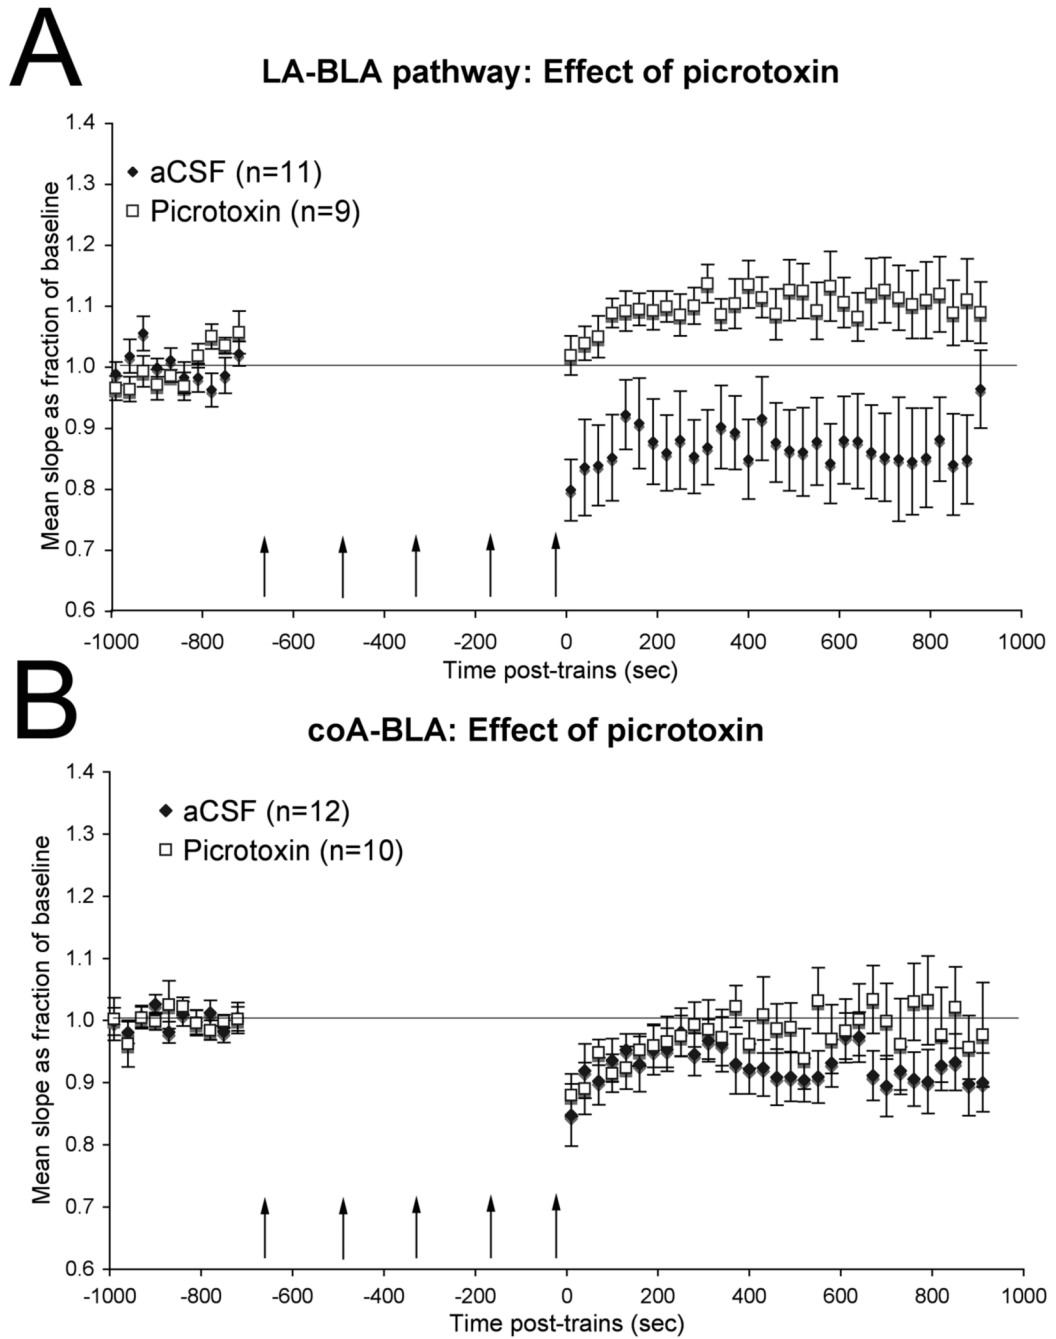 A
LA-BLA pathway: Effect of picrotoxin
1.4
1.3
1.2
1.1
1.0
0.9
0.8
0.7
0.6
Mean slope as fraction of baseline
aCSF (n=11)
Picrotoxin (n=9)
-1000 -800 -600 -400 -200 0 200 400 600 800 1000
Time post-trains (sec)
B
coA-BLA: Effect of picrotoxin
1.4
1.3
1.2
1.1
1.0
0.9
0.8
0.7
0.6
Mean slope as fraction of baseline
aCSF (n=12)
Picrotoxin (n=10)
-1000 -800 -600 -400 -200 0 200 400 600 800 1000
Time post-trains (sec)